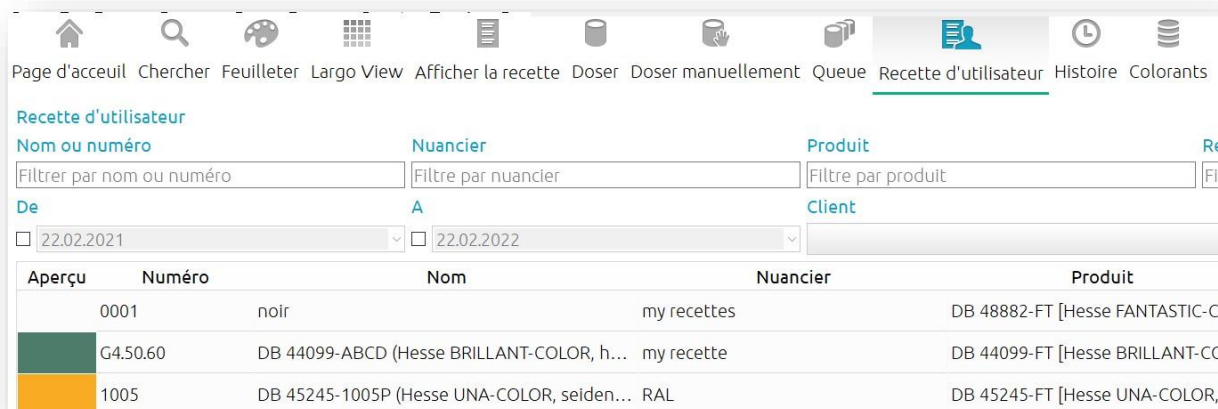 Page d'acceuil Chercher Feuilleter Largo View Afficher la recette Doser Doser manuellement Queue Recette d'utilisateur Histoire Colorants
Recette d'utilisateur
Nom ou numéro Nuancier Produit Re
Filtrer par nom ou numéro Filtre par nuancier Filtre par produit Fi
De A Client
22.02.2021 22.02.2022
Aperçu Numéro Nom Nuancier Produit
0001 noir my recettes DB 48882-FT [Hesse FANTASTIC-C
G4.50.60 DB 44099-ABCD (Hesse BRILLANT-COLOR, h... my recette DB 44099-FT [Hesse BRILLANT-CO
1005 DB 45245-1005P (Hesse UNA-COLOR, seiden... RAL DB 45245-FT [Hesse UNA-COLOR,